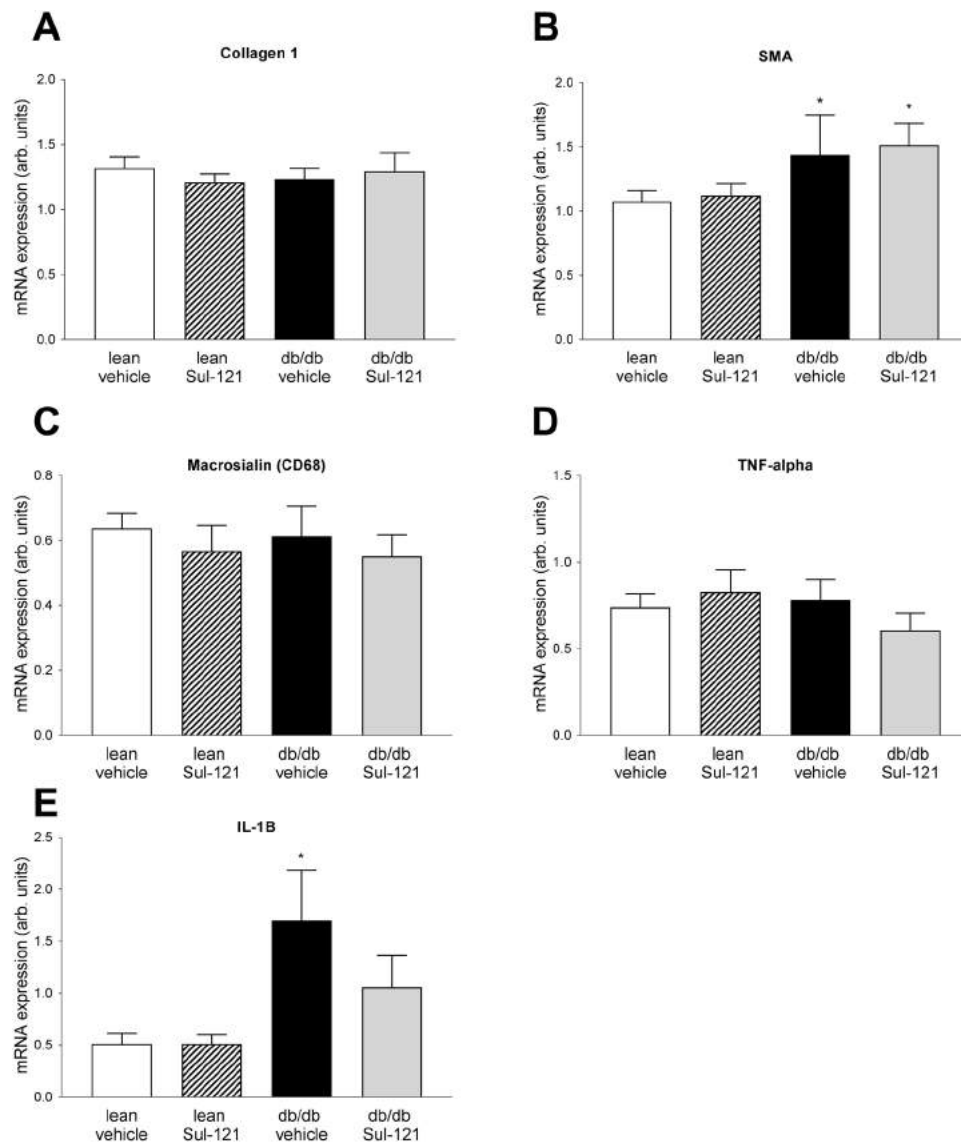 A
Collagen 1
mRNA expression (arb. units)
2.0
1.5
1.0
0.5
0.0
lean vehicle
lean Sul-121
db/db vehicle
db/db Sul-121
B
SMA
mRNA expression (arb. units)
2.0
1.5
1.0
0.5
0.0
*
*
lean vehicle
lean Sul-121
db/db vehicle
db/db Sul-121
C
Macrosialin (CD68)
mRNA expression (arb. units)
0.8
0.6
0.4
0.2
0.0
lean vehicle
lean Sul-121
db/db vehicle
db/db Sul-121
D
TNF-alpha
mRNA expression (arb. units)
1.5
1.0
0.5
0.0
lean vehicle
lean Sul-121
db/db vehicle
db/db Sul-121
E
IL-1B
mRNA expression (arb. units)
2.5
2.0
1.5
1.0
0.5
0.0
*
lean vehicle
lean Sul-121
db/db vehicle
db/db Sul-121